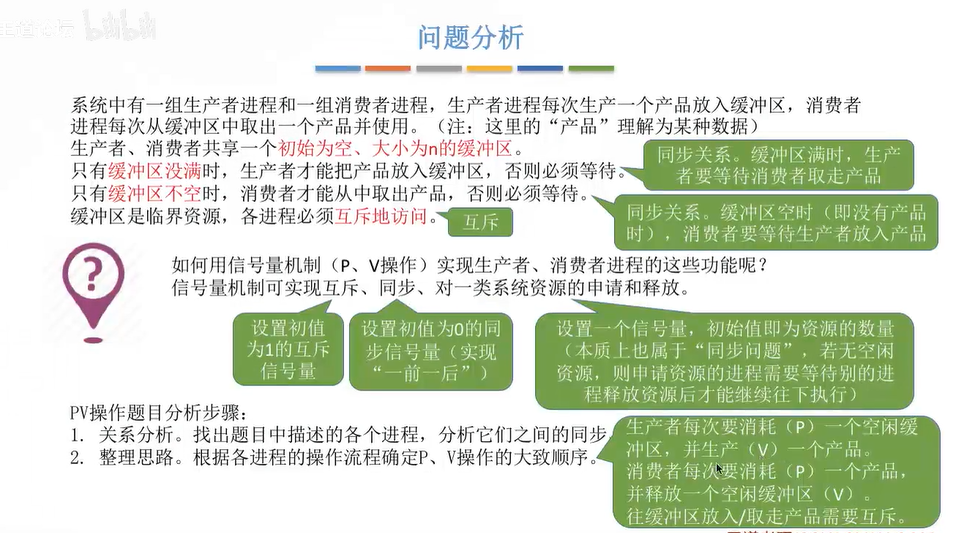 bilibili
问题分析
系统中有一组生产者进程和一组消费者进程，生产者进程每次生产一个产品放入缓冲区，消费者
进程每次从缓冲区中取出一个产品并使用。（注：这里的“产品”理解为某种数据）
生产者、消费者共享一个初始为空、大小为n的缓冲区。
只有缓冲区没满时，生产者才能把产品放入缓冲区，否则必须等待。
同步关系。缓冲区满时，生产
者要等待消费者取走产品
只有缓冲区不空时，消费者才能从中取出产品，否则必须等待。
同步关系。缓冲区空时（即没有产品
时），消费者要等待生产者放入产品
缓冲区是临界资源，各进程必须互斥地访问。
互斥
?
如何用信号量机制（P、V操作）实现生产者、消费者进程的这些功能呢？
信号量机制可实现互斥、同步、对一类系统资源的申请和释放。
设置初值
为1的互斥
信号量
设置初值为0的同
步信号量（实现
“一前一后”）
设置一个信号量，初始值即为资源的数量
（本质上也属于“同步问题”，若无空闲
资源，则申请资源的进程需要等待别的进
程释放资源后才能继续往下执行）
PV操作题目分析步骤：
1. 关系分析。找出题目中描述的各个进程，分析它们之间的同步
2. 整理思路。根据各进程的操作流程确定P、V操作的大致顺序。
生产者每次要消耗（P）一个空闲缓
冲区，并生产（V）一个产品。
消费者每次要消耗（P）一个产品，
并释放一个空闲缓冲区（V）。
往缓冲区放入/取走产品需要互斥。